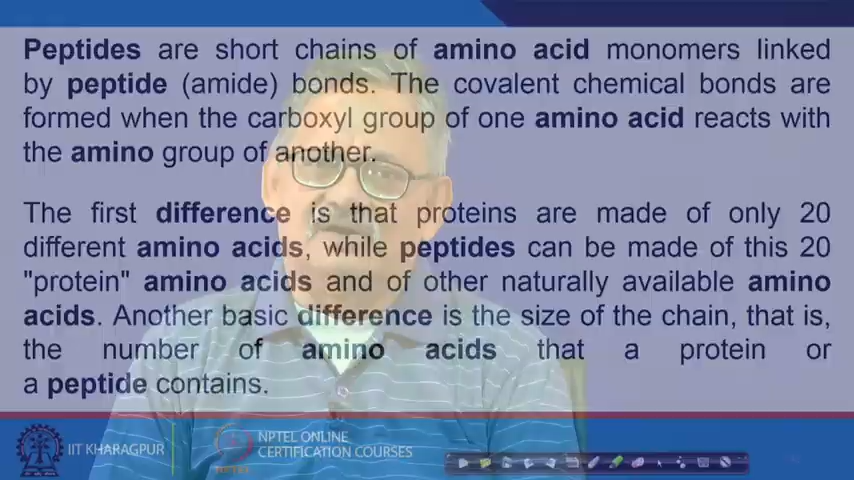 Peptides are short chains of amino acid monomers linked
by peptide (amide) bonds. The covalent chemical bonds are
formed when the carboxyl group of one amino acid reacts with
the amino group of another.
The first difference is that proteins are made of only 20
different amino acids, while peptides can be made of this 20
"protein" amino acids and of other naturally available amino
acids. Another basic difference is the size of the chain, that is,
the number of amino acids that a protein or
a peptide contains.
IIT KHARAGPUR
NPTEL ONLINE
CERTIFICATION COURSES
NPTEL